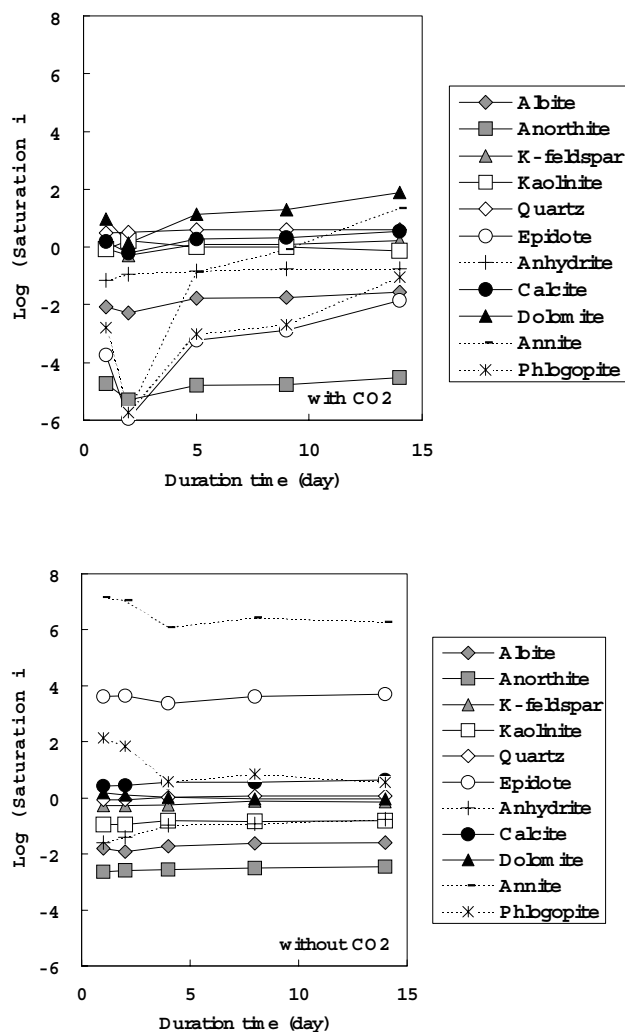 8
6
4
2
0
-2
-4
-6
Log (Saturation i
0 5 10 15
Duration time (day)
with CO2
Albite
Anorthite
K-feldspar
Kaolinite
Quartz
Epidote
Anhydrite
Calcite
Dolomite
Annite
Phlogopite
8
6
4
2
0
-2
-4
-6
Log (Saturation i
0 5 10 15
Duration time (day)
without CO2
Albite
Anorthite
K-feldspar
Kaolinite
Quartz
Epidote
Anhydrite
Calcite
Dolomite
Annite
Phlogopite